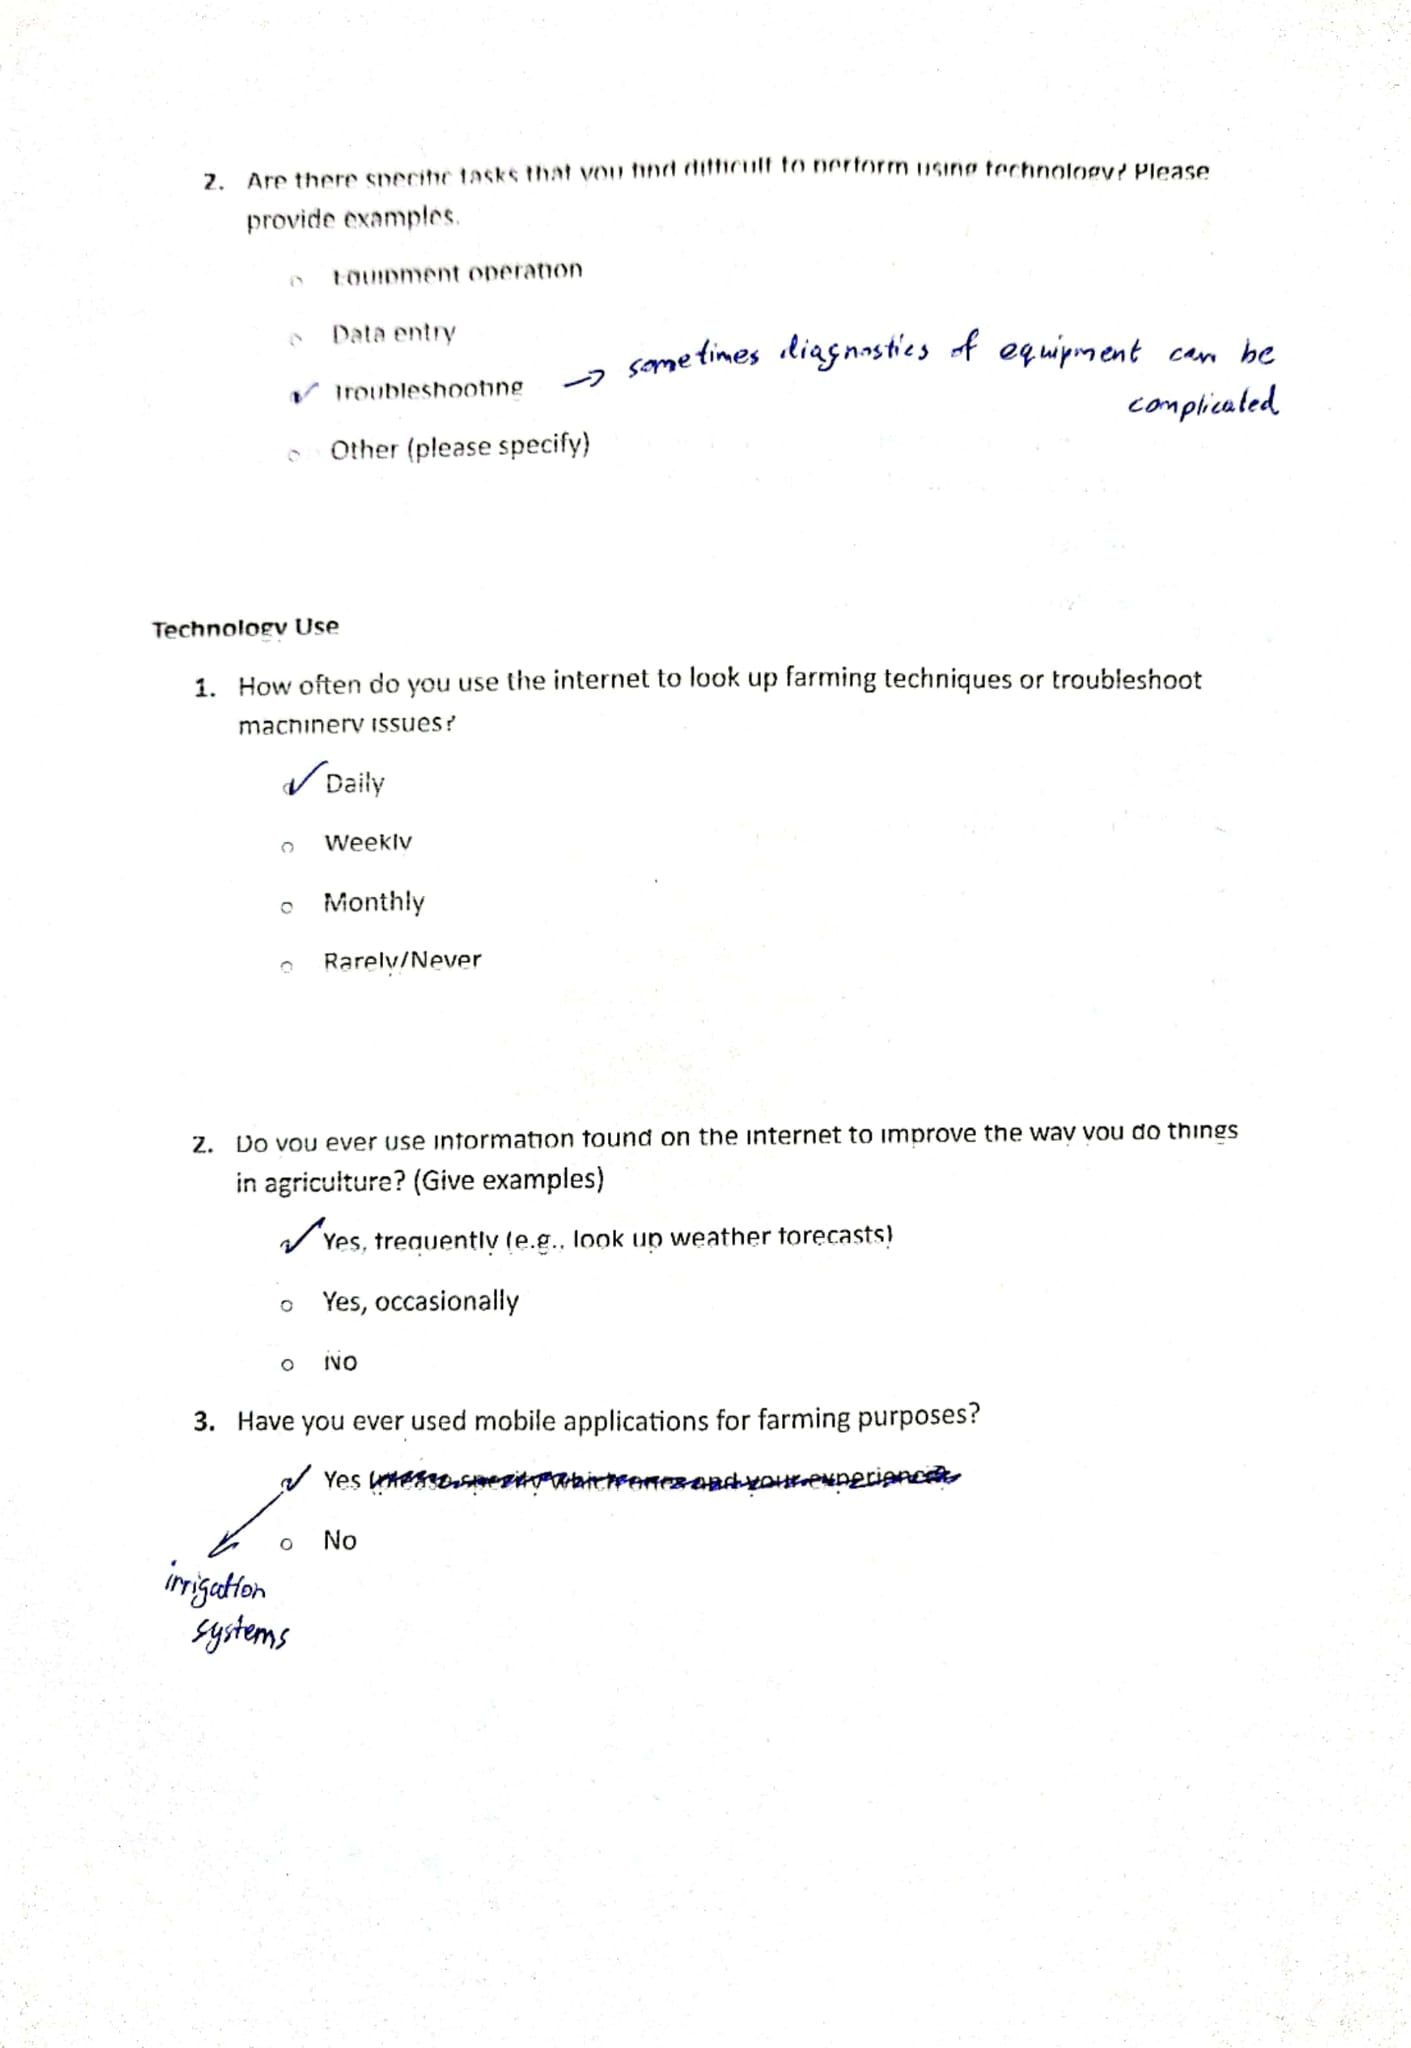 2. Are there specific tasks that you find difficult to perform using technology? Please
provide examples.
○ Equipment operation
○ Data entry
✓ Troubleshooting → sometimes diagnostics of equipment can be
complicated
○ Other (please specify)
Technology Use
1. How often do you use the internet to look up farming techniques or troubleshoot
machinery issues?
✓ Daily
○ Weekly
○ Monthly
○ Rarely/Never
2. Do you ever use information found on the internet to improve the way you do things
in agriculture? (Give examples)
✓ Yes, frequently (e.g., look up weather forecasts)
○ Yes, occasionally
○ No
3. Have you ever used mobile applications for farming purposes?
✓ Yes (please specify which ones and your experience)
○ No
irrigation
systems